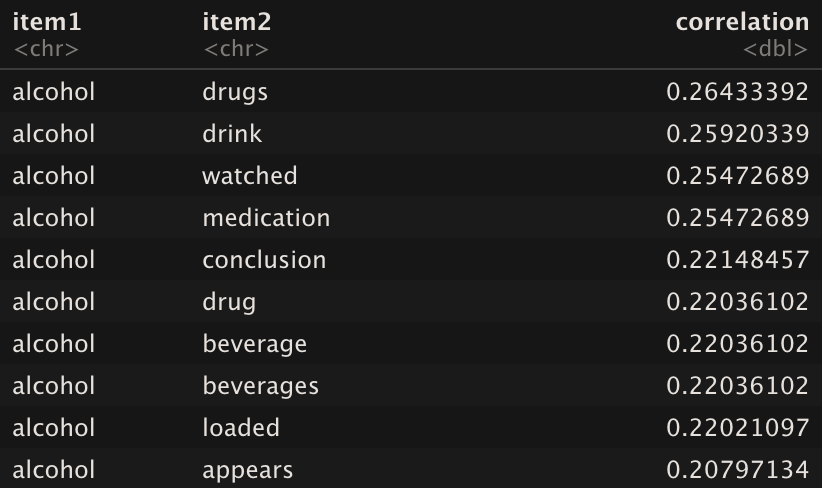 item1 item2 correlation
<chr> <chr> <dbl>
alcohol drugs 0.26433392
alcohol drink 0.25920339
alcohol watched 0.25472689
alcohol medication 0.25472689
alcohol conclusion 0.22148457
alcohol drug 0.22036102
alcohol beverage 0.22036102
alcohol beverages 0.22036102
alcohol loaded 0.22021097
alcohol appears 0.20797134